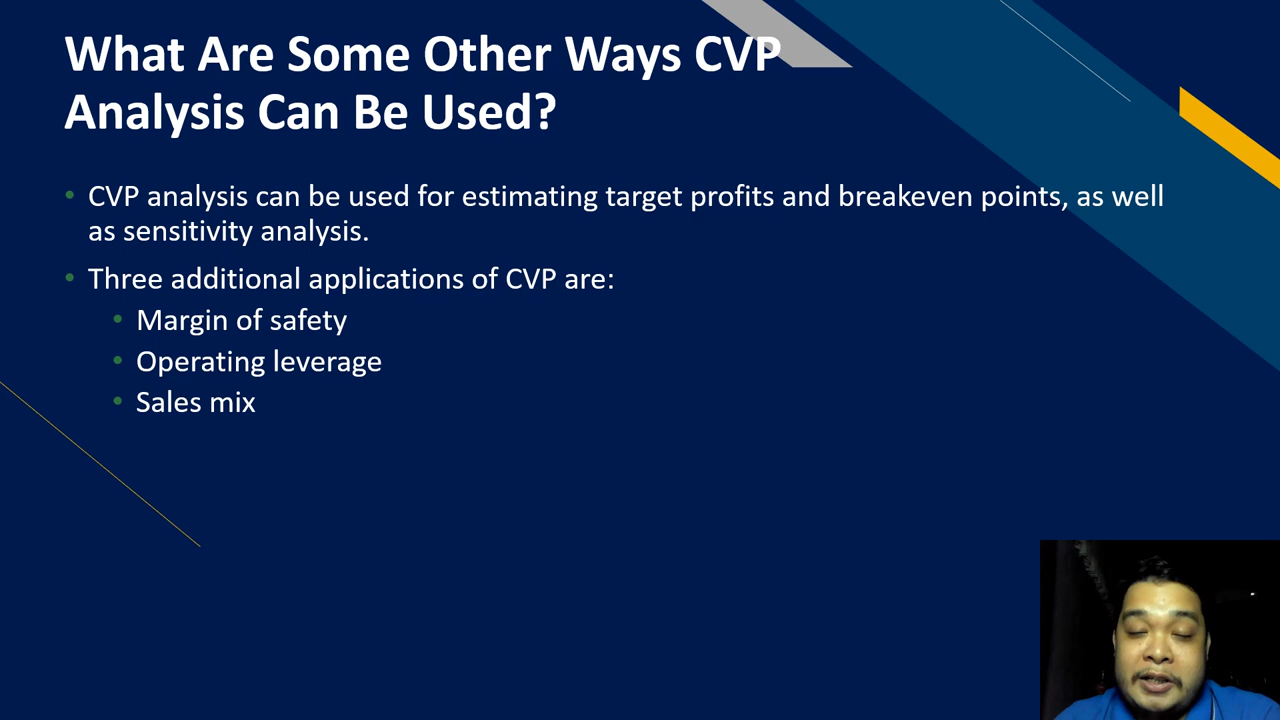 What Are Some Other Ways CVP
Analysis Can Be Used?
• CVP analysis can be used for estimating target profits and breakeven points, as well
as sensitivity analysis.
• Three additional applications of CVP are:
• Margin of safety
• Operating leverage
• Sales mix